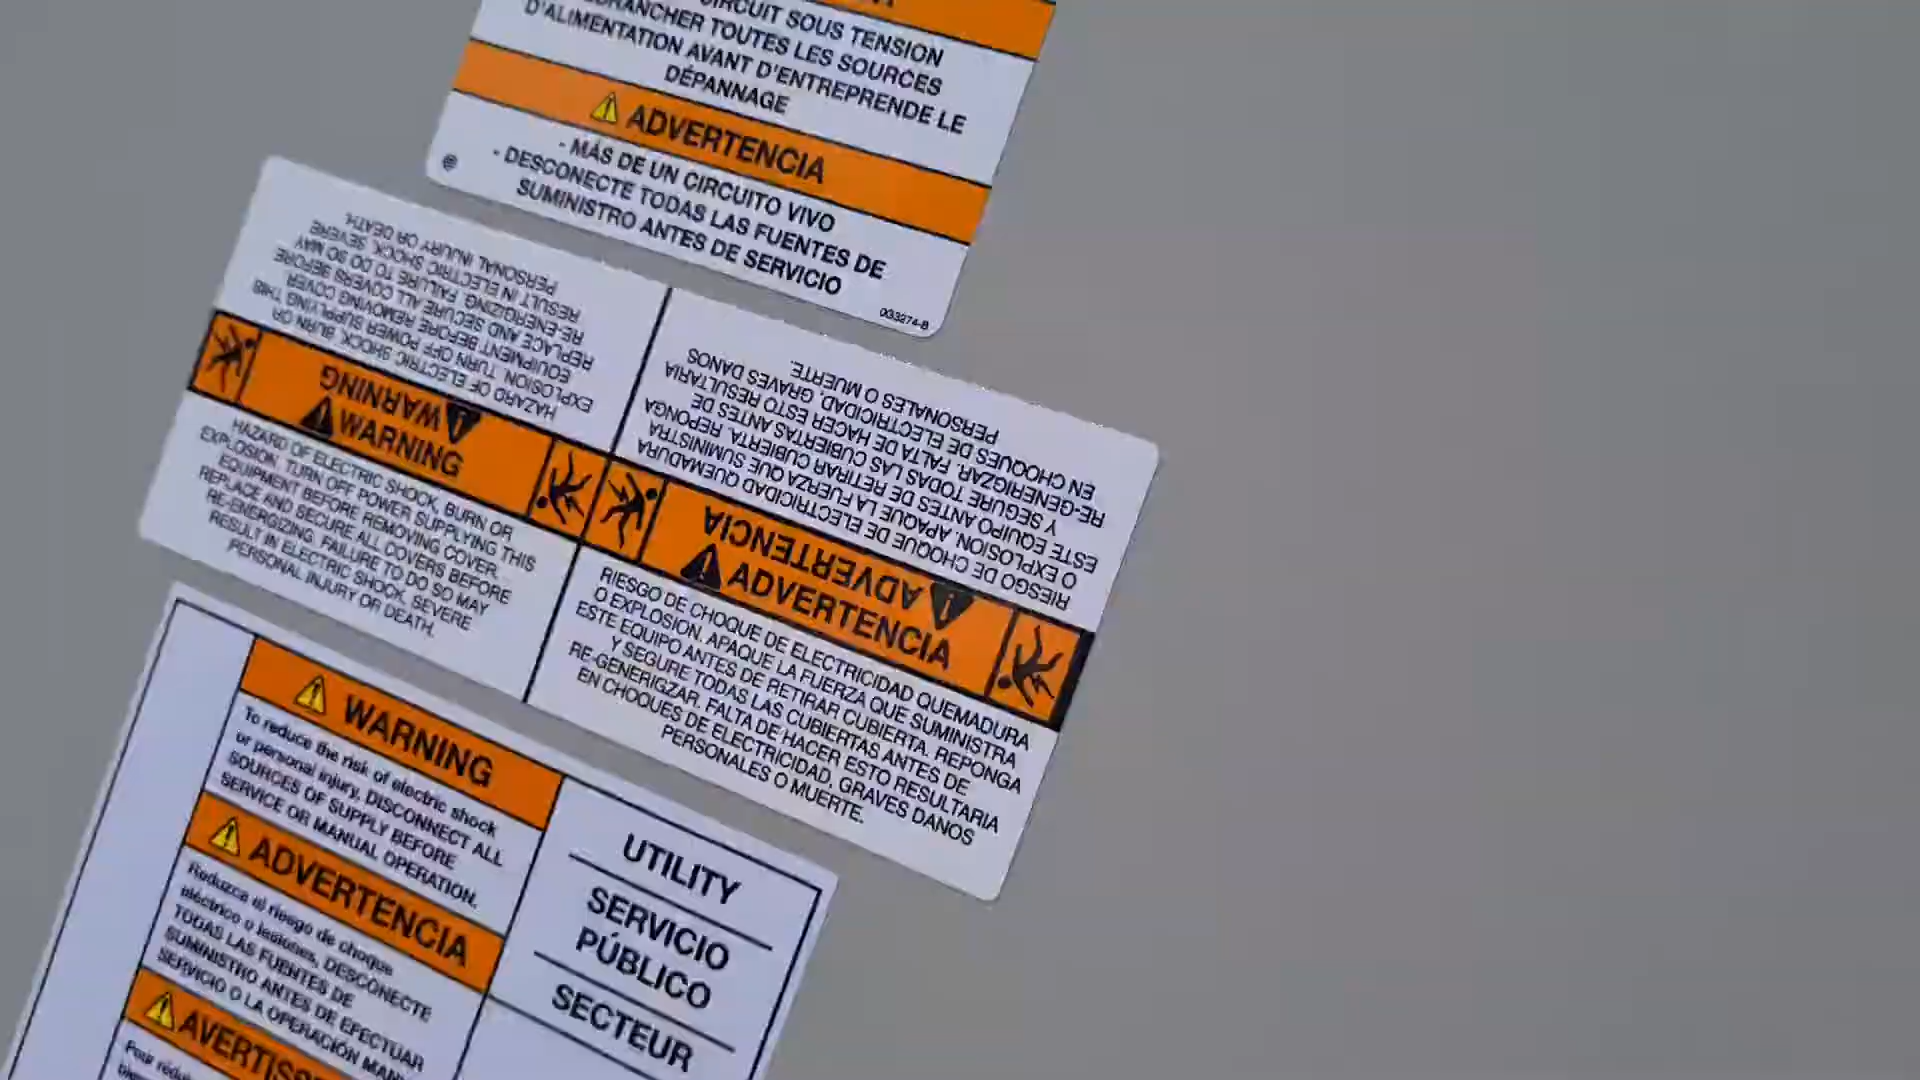 CIRCUIT SOUS TENSION
TOUTES LES SOURCES
D'ALIMENTATION AVANT D'ENTREPRENDE LE
DÉPANNAGE
ADVERTENCIA
- MÁS DE UN CIRCUITO VIVO
- DESCONECTE TODAS LAS FUENTES DE
SUMINISTRO ANTES DE SERVICIO
0G3274-B
WARNING
HAZARD OF ELECTRIC SHOCK, BURN OR
EXPLOSION. TURN OFF POWER SUPPLYING THIS
EQUIPMENT BEFORE REMOVING COVER.
REPLACE AND SECURE ALL COVERS BEFORE
RE-ENERGIZING. FAILURE TO DO SO MAY
RESULT IN ELECTRIC SHOCK, SEVERE
PERSONAL INJURY OR DEATH.
WARNING
HAZARD OF ELECTRIC SHOCK, BURN OR
EXPLOSION. TURN OFF POWER SUPPLYING THIS
EQUIPMENT BEFORE REMOVING COVER.
REPLACE AND SECURE ALL COVERS BEFORE
RE-ENERGIZING. FAILURE TO DO SO MAY
RESULT IN ELECTRIC SHOCK, SEVERE
PERSONAL INJURY OR DEATH.
ADVERTENCIA
RIESGO DE CHOQUE DE ELECTRICIDAD QUEMADURA
O EXPLOSION. APAQUE LA FUERZA QUE SUMINISTRA
ESTE EQUIPO ANTES DE RETIRAR CUBIERTA. REPONGA
Y SEGURE TODAS LAS CUBIERTAS ANTES DE
RE-GENERIGZAR. FALTA DE HACER ESTO RESULTARIA
EN CHOQUES DE ELECTRICIDAD, GRAVES DANOS
PERSONALES O MUERTE.
ADVERTENCIA
RIESGO DE CHOQUE DE ELECTRICIDAD QUEMADURA
O EXPLOSION. APAQUE LA FUERZA QUE SUMINISTRA
ESTE EQUIPO ANTES DE RETIRAR CUBIERTA. REPONGA
Y SEGURE TODAS LAS CUBIERTAS ANTES DE
RE-GENERIGZAR. FALTA DE HACER ESTO RESULTARIA
EN CHOQUES DE ELECTRICIDAD, GRAVES DANOS
PERSONALES O MUERTE.
WARNING
To reduce the risk of electric shock
or personal injury, DISCONNECT ALL
SOURCES OF SUPPLY BEFORE
SERVICE OR MANUAL OPERATION.
ADVERTENCIA
Reduzca el riesgo de choque
eléctrico o lesiones, DESCONECTE
TODAS LAS FUENTES DE
SUMINISTRO ANTES DE EFECTUAR
SERVICIO O LA OPERACIÓN
UTILITY
SERVICIO
PÚBLICO
SECTEUR
Pour